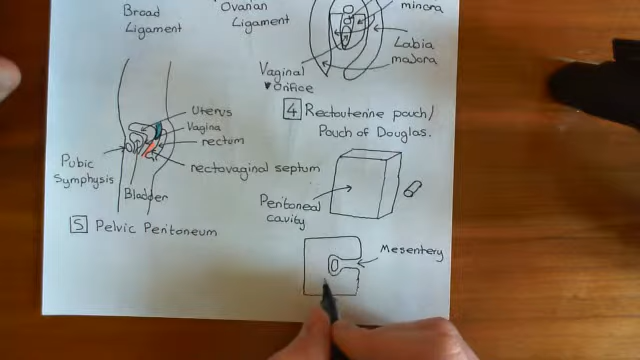 Broad
Ligament
Ovarian
Ligament
minora
Labia
majora
Vaginal
Orifice
4 Rectouterine pouch/
Pouch of Douglas.
Uterus
Vagina
rectum
rectovaginal septum
Pubic
Symphysis
Bladder
Peritoneal
cavity
5 Pelvic Peritoneum
Mesentery